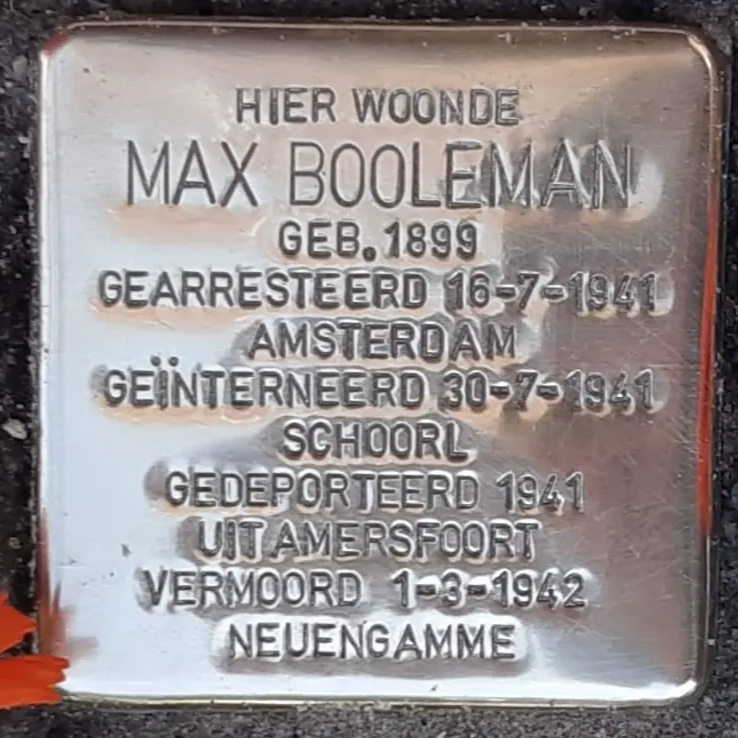 HIER WOONDE
MAX BOOLEMAN
GEB. 1899
GEARRESTEERD 16-7-1941
AMSTERDAM
GEÏNTERNEERD 30-7-1941
SCHOORL
GEDEPORTEERD 1941
UIT AMERSFOORT
VERMOORD 1-3-1942
NEUENGAMME